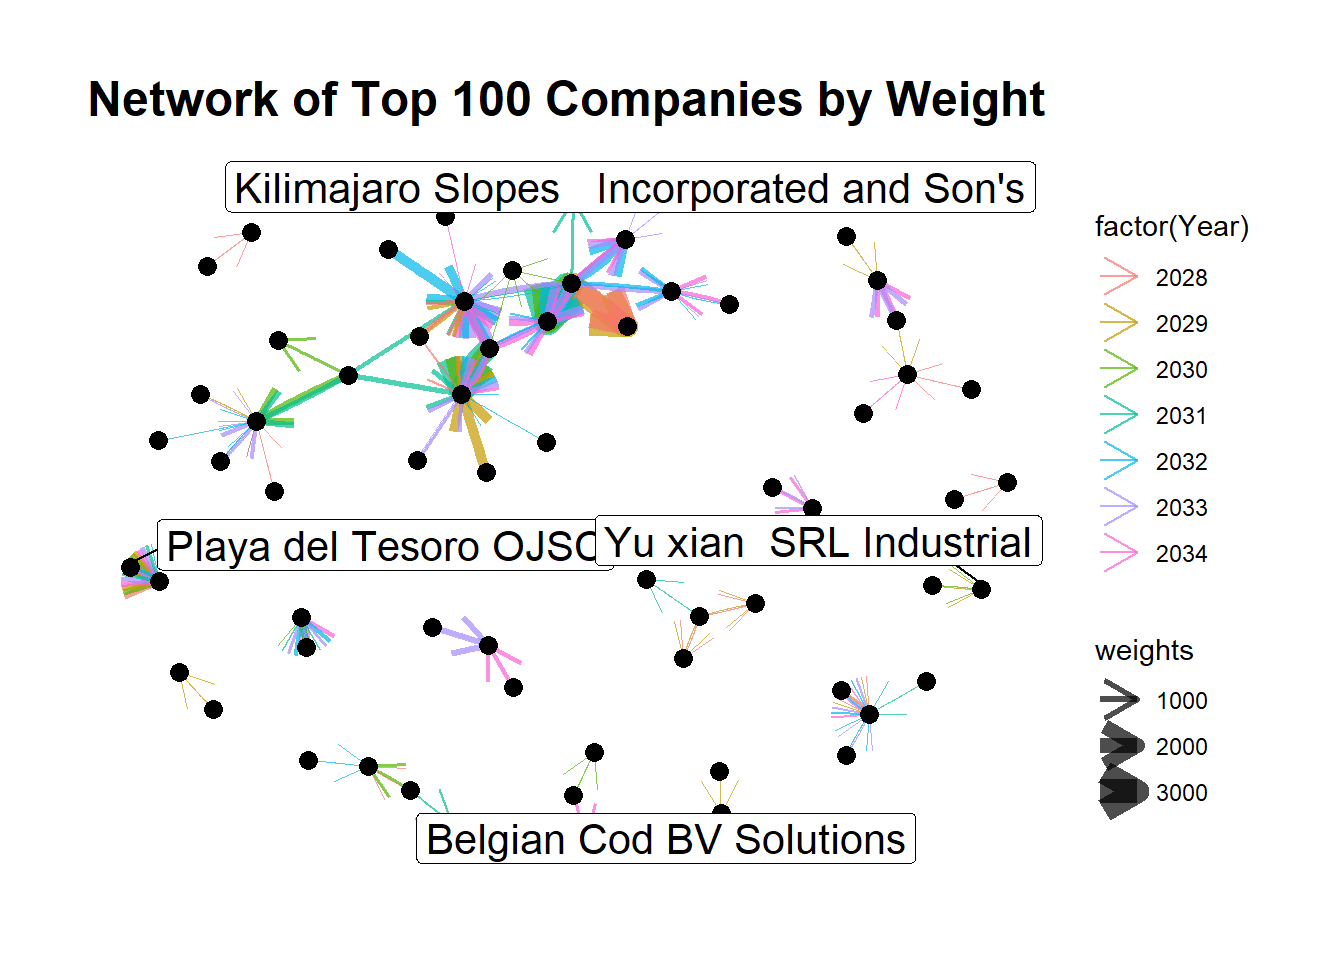 Network of Top 100 Companies by Weight
Kilimajaro Slopes   Incorporated and Son's
Playa del Tesoro OJSC
Yu xian  SRL Industrial
Belgian Cod BV Solutions
factor(Year)
2028
2029
2030
2031
2032
2033
2034
weights
1000
2000
3000